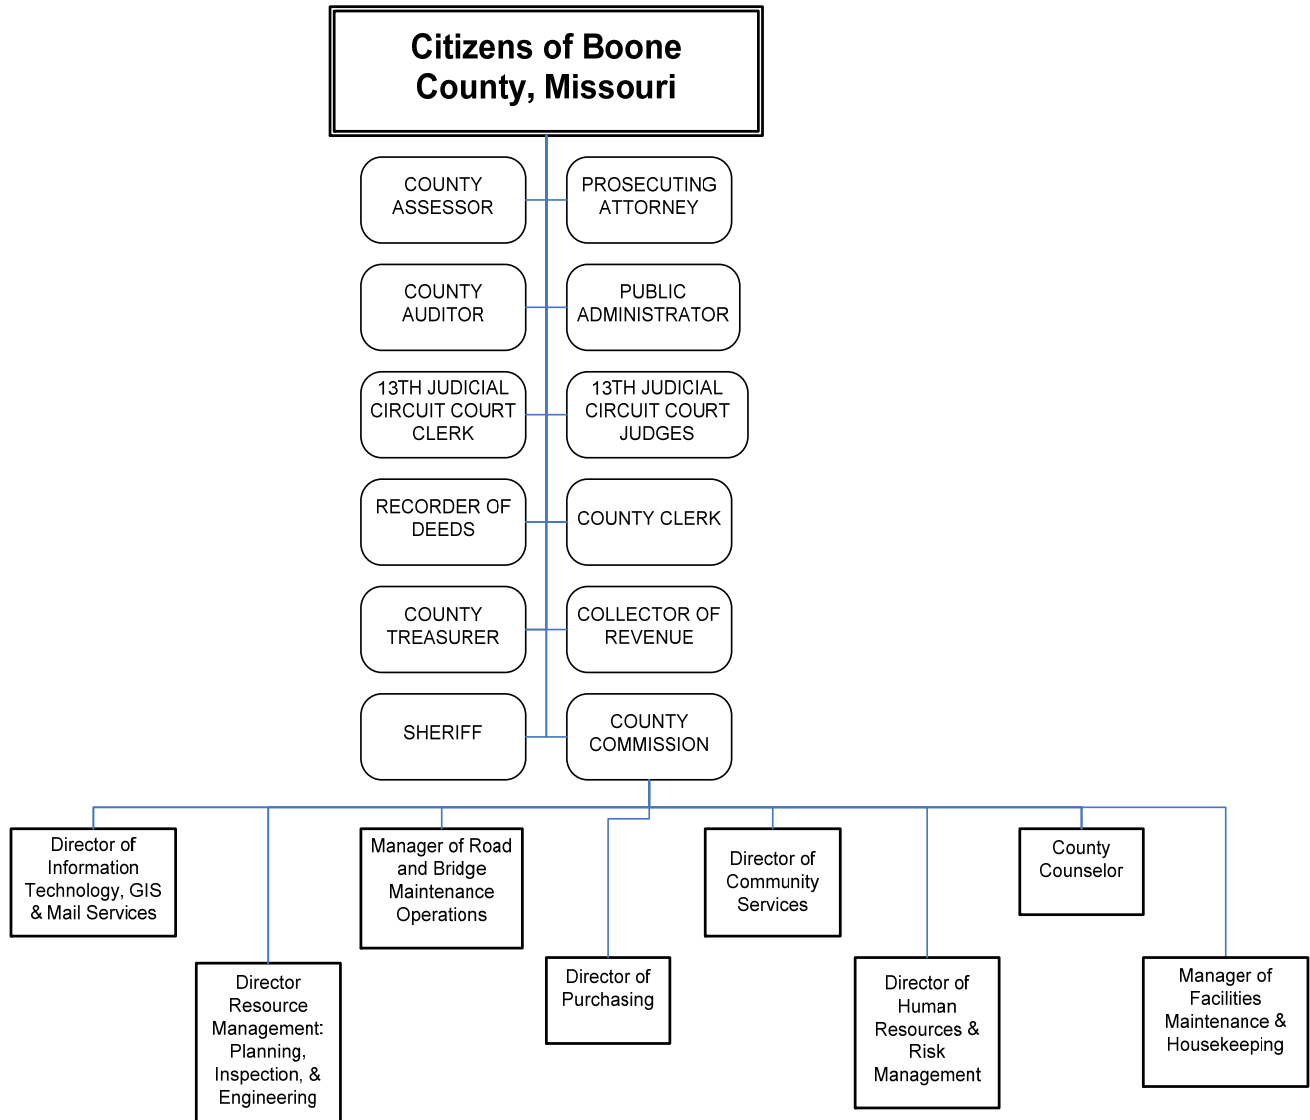 Citizens of Boone
County, Missouri
COUNTY
ASSESSOR
PROSECUTING
ATTORNEY
COUNTY
AUDITOR
PUBLIC
ADMINISTRATOR
13TH JUDICIAL
CIRCUIT COURT
CLERK
13TH JUDICIAL
CIRCUIT COURT
JUDGES
RECORDER OF
DEEDS
COUNTY CLERK
COUNTY
TREASURER
COLLECTOR OF
REVENUE
SHERIFF
COUNTY
COMMISSION
Director of
Information
Technology, GIS
& Mail Services
Manager of Road
and Bridge
Maintenance
Operations
Director of
Community
Services
County
Counselor
Director
Resource
Management:
Planning,
Inspection, &
Engineering
Director of
Purchasing
Director of
Human
Resources &
Risk
Management
Manager of
Facilities
Maintenance &
Housekeeping